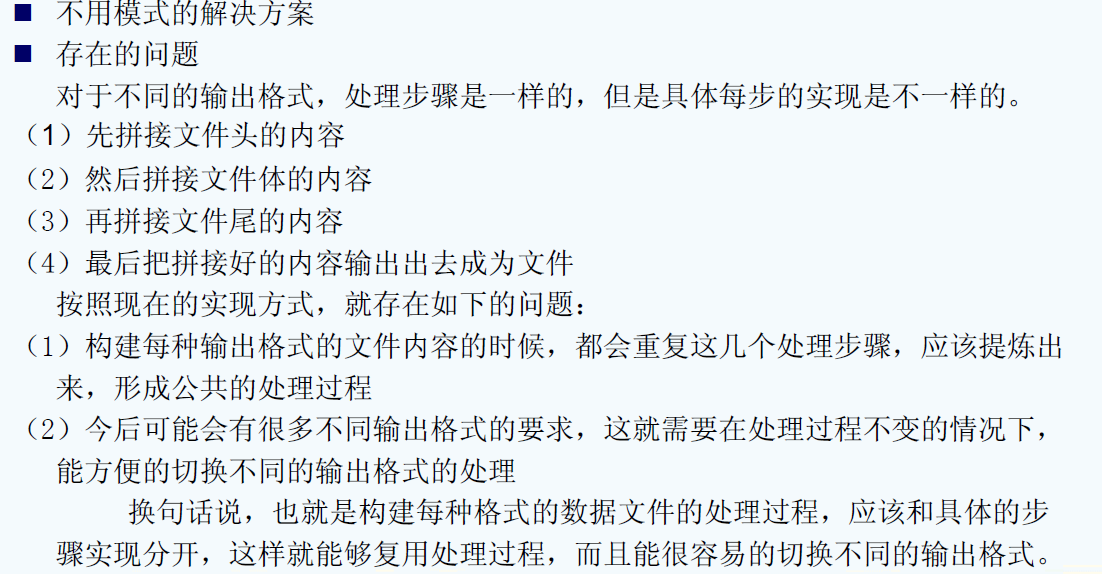 ■ 不用模式的解决方案
■ 存在的问题
对于不同的输出格式，处理步骤是一样的，但是具体每步的实现是不一样的。
（1）先拼接文件头的内容
（2）然后拼接文件体的内容
（3）再拼接文件尾的内容
（4）最后把拼接好的内容输出出去成为文件
按照现在的实现方式，就存在如下的问题：
（1）构建每种输出格式的文件内容的时候，都会重复这几个处理步骤，应该提炼出
来，形成公共的处理过程
（2）今后可能会有很多不同输出格式的要求，这就需要在处理过程不变的情况下，
能方便的切换不同的输出格式的处理
换句话说，也就是构建每种格式的数据文件的处理过程，应该和具体的步
骤实现分开，这样就能够复用处理过程，而且能很容易的切换不同的输出格式。